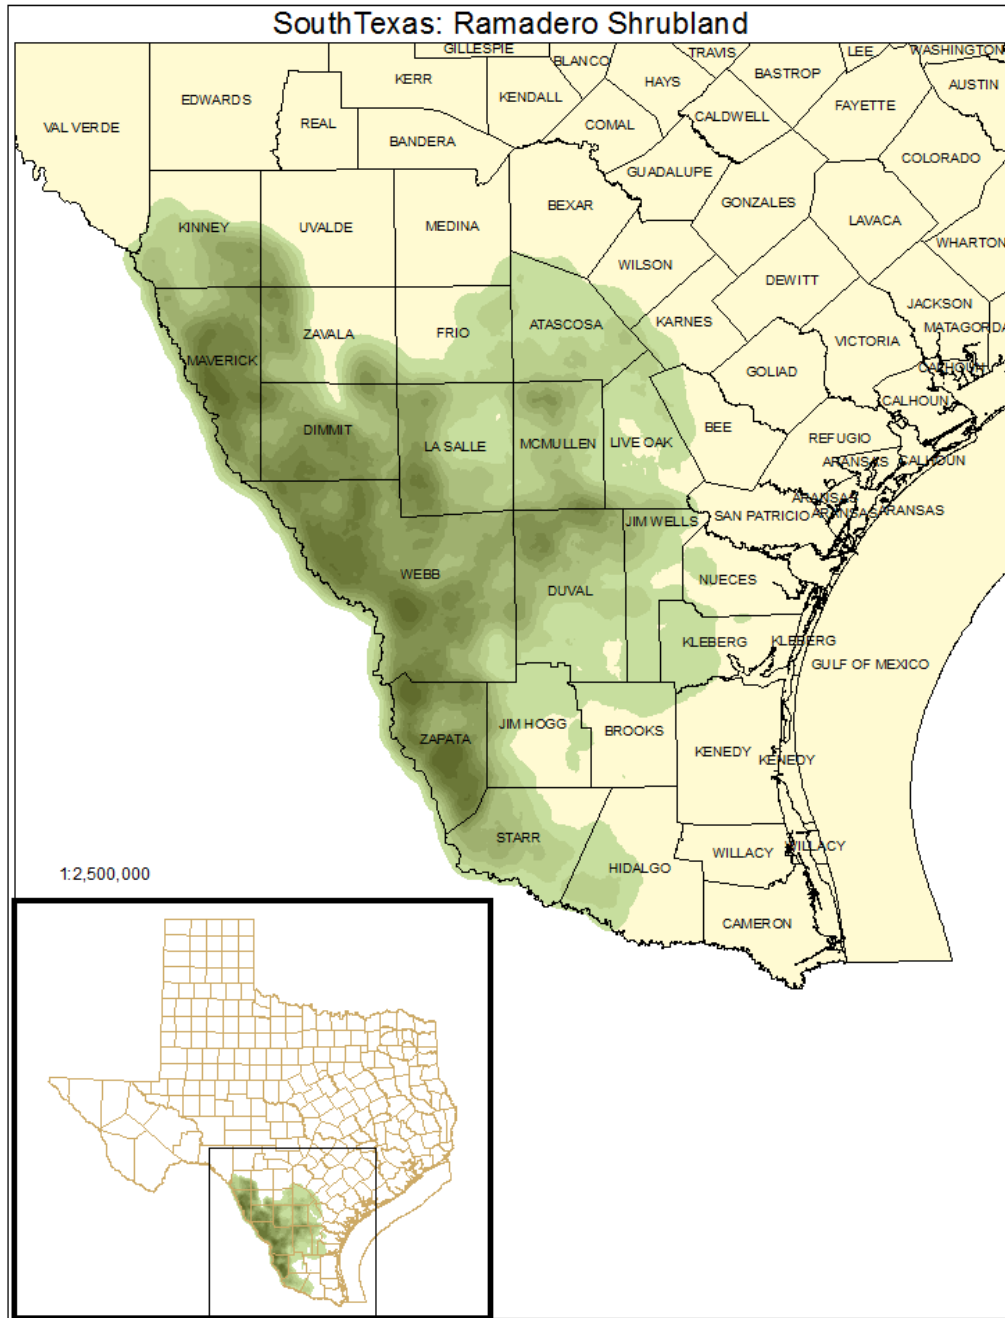 SouthTexas: Ramadero Shrubland
GILLESPIE
TRAVIS
LEE
WASHINGTON
BLANCO
KERR
HAYS
BASTROP
AUSTIN
EDWARDS
KENDALL
FAYETTE
VAL VERDE
REAL
COMAL
CALDWELL
BANDERA
COLORADO
GUADALUPE
BEXAR
GONZALES
KINNEY
UVALDE
MEDINA
LAVACA
WHARTON
WILSON
DEWITT
JACKSON
ATASCOSA
KARNES
MATAGORDA
ZAVALA
FRIO
VICTORIA
MAVERICK
CALHOUN
GOLIAD
CALHOUN
DIMMIT
BEE
LA SALLE
MCMULLEN
LIVE OAK
REFUGIO
ARANSAS
CALHOUN
ARANSAS
SAN PATRICIO
ARANSAS
ARANSAS
JIM WELLS
WEBB
NUECES
DUVAL
KLEBERG
KLEBERG
GULF OF MEXICO
JIM HOGG
BROOKS
ZAPATA
KENEDY
KENEDY
STARR
WILLACY
WILLACY
HIDALGO
1:2,500,000
CAMERON